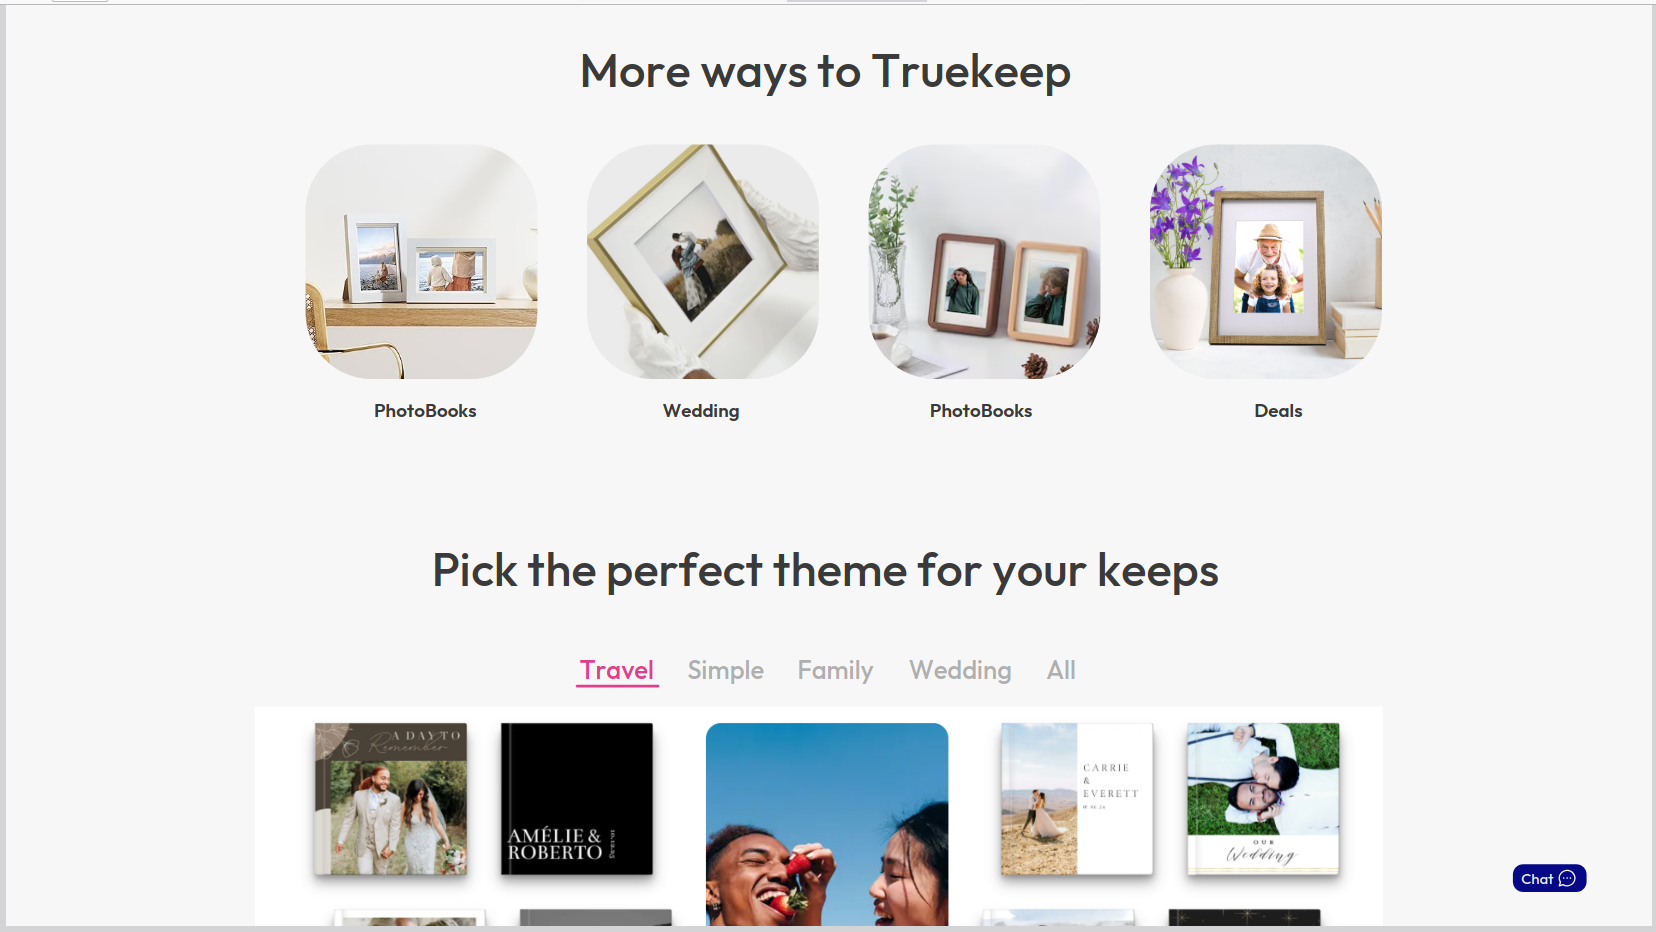 More ways to Truekeep
PhotoBooks
Wedding
PhotoBooks
Deals
Pick the perfect theme for your keeps
Travel
Simple
Family
Wedding
All
A DAY TO
Remember
AMÉLIE &
ROBERTO
CARRIE
&
EVERETT
OUR
Wedding
Chat